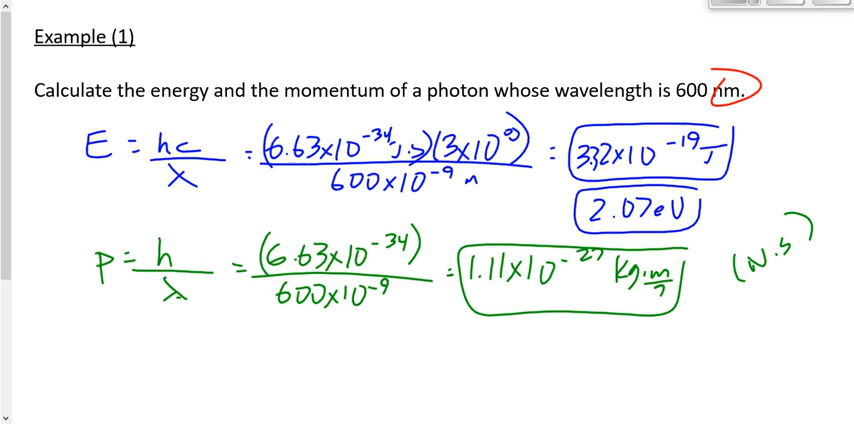 Example (1)
Calculate the energy and the momentum of a photon whose wavelength is 600 nm.
E = hc/λ = (6.63×10^-34 J.s)(3×10^8)/600×10^-9 m = 3.32×10^-19 J
2.07eV
P = h/λ = (6.63×10^-34)/600×10^-9 = 1.11×10^-27 kg.m/s (N.s)